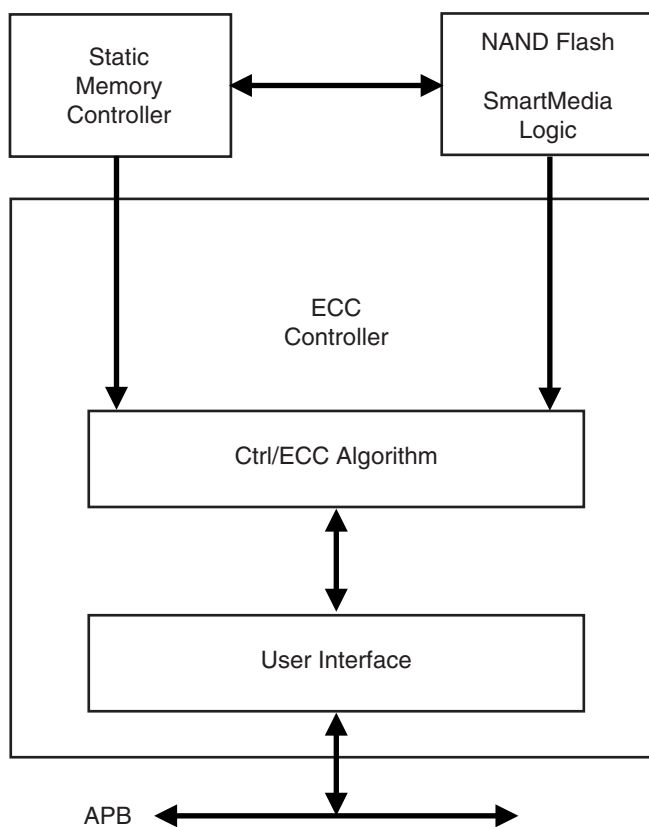 Static
Memory
Controller
NAND Flash
SmartMedia
Logic
ECC
Controller
Ctrl/ECC Algorithm
User Interface
APB